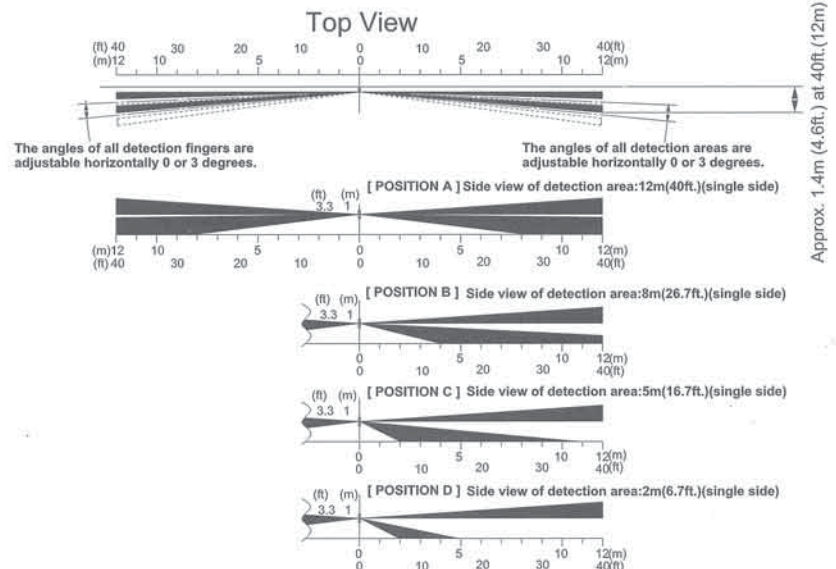 Top View
(ft) 40 30 20 10 0 10 20 30 40(ft)
(m)12 10 5 0 5 10 12(m)
Approx. 1.4m (4.6ft.) at 40ft.(12m)
The angles of all detection fingers are
adjustable horizontally 0 or 3 degrees.
The angles of all detection areas are
adjustable horizontally 0 or 3 degrees.
[ POSITION A ] Side view of detection area:12m(40ft.)(single side)
(ft) (m)
3.3 1
(m)12 10 5 0 5 10 12(m)
(ft) 40 30 20 10 0 10 20 30 40(ft)
[ POSITION B ] Side view of detection area:8m(26.7ft.)(single side)
(ft) (m)
3.3 1
0 5 10 12(m)
0 10 20 30 40(ft)
[ POSITION C ] Side view of detection area:5m(16.7ft.)(single side)
(ft) (m)
3.3 1
0 5 10 12(m)
0 10 20 30 40(ft)
[ POSITION D ] Side view of detection area:2m(6.7ft.)(single side)
(ft) (m)
3.3 1
0 5 10 12(m)
0 10 20 30 40(ft)